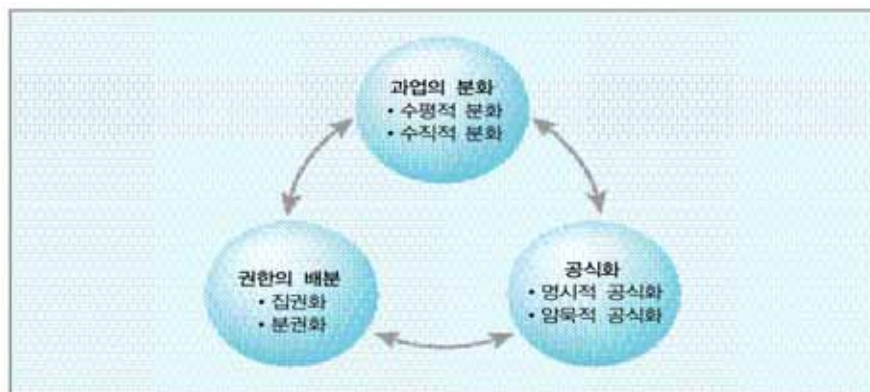 과업의 분화
• 수평적 분화
• 수직적 분화
권한의 배분
• 집권화
• 분권화
공식화
• 명시적 공식화
• 암묵적 공식화